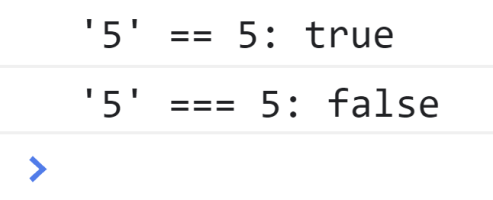 '5' == 5: true
'5' === 5: false
>